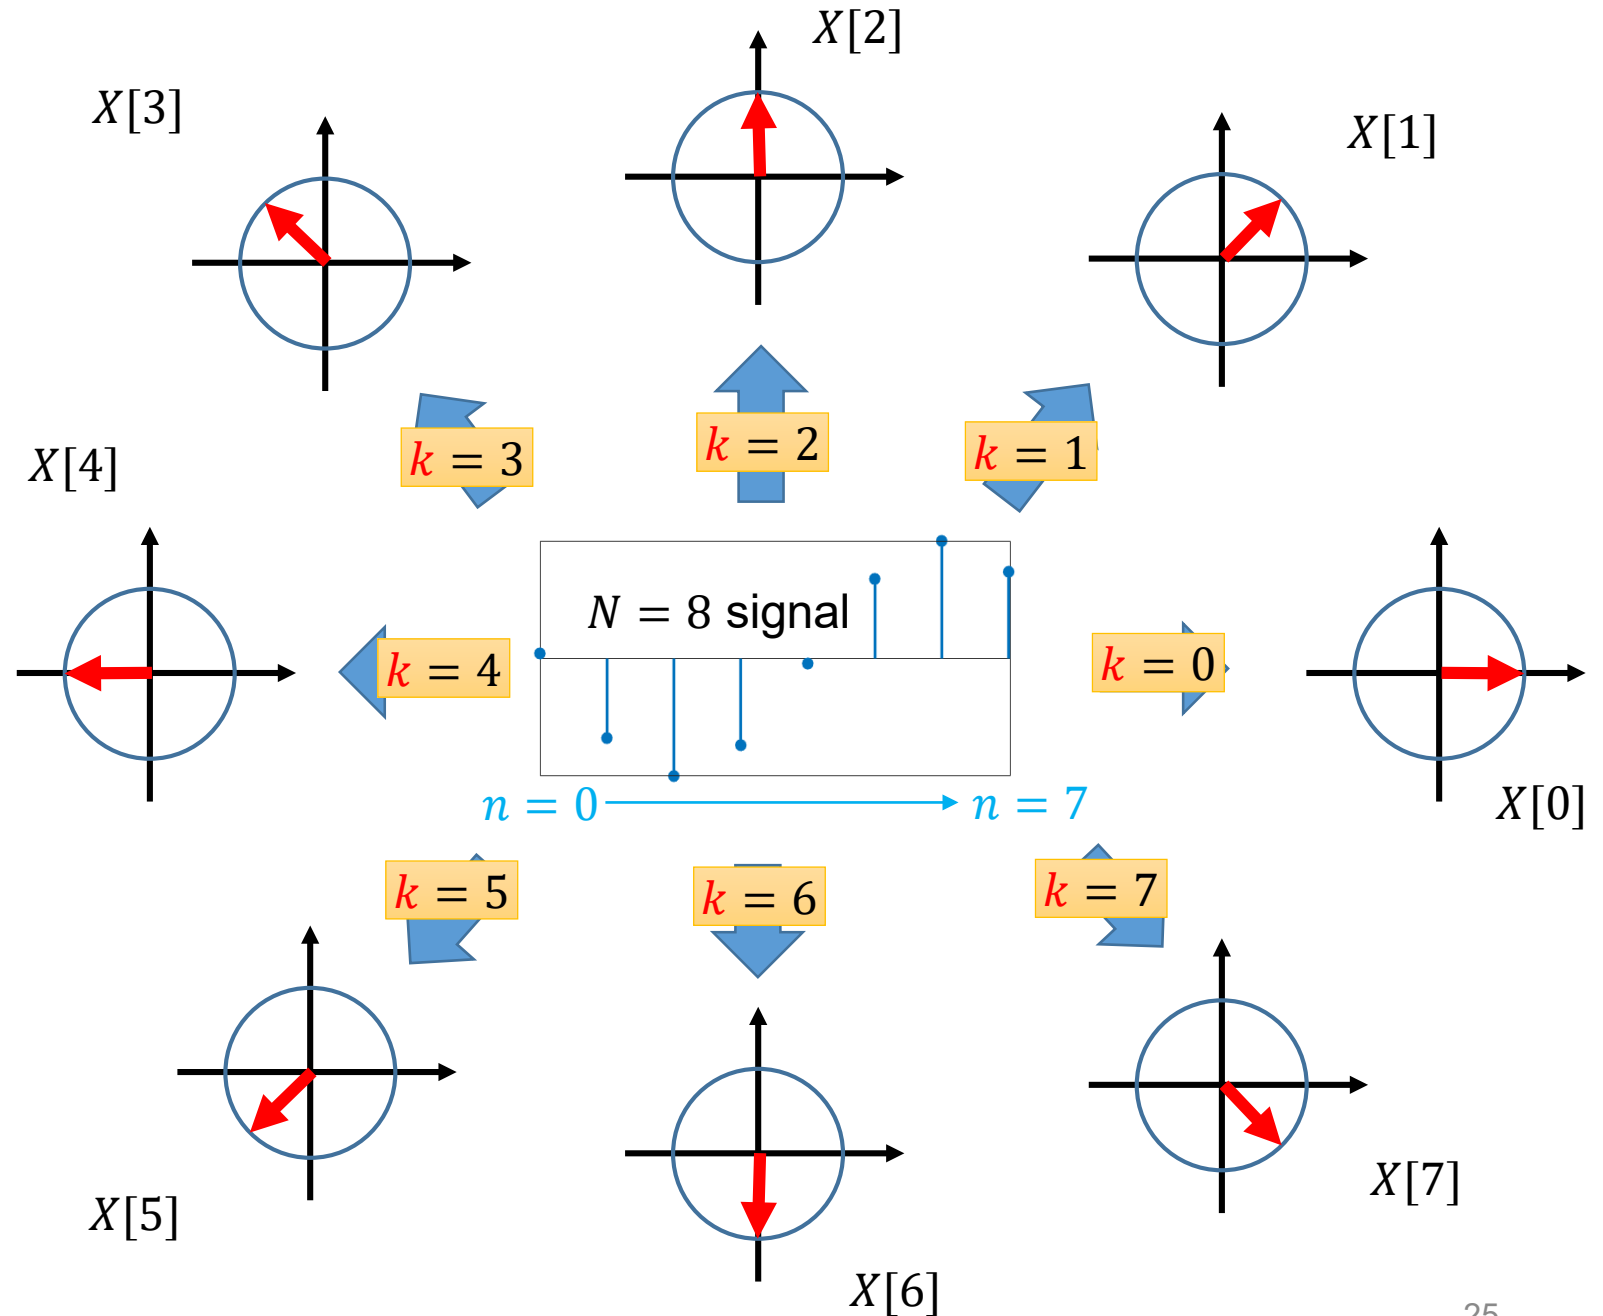 X[2]
X[3]
X[1]
k = 3
k = 2
k = 1
X[4]
N = 8 signal
k = 4
k = 0
n = 0
n = 7
X[0]
k = 5
k = 6
k = 7
X[5]
X[7]
X[6]
25